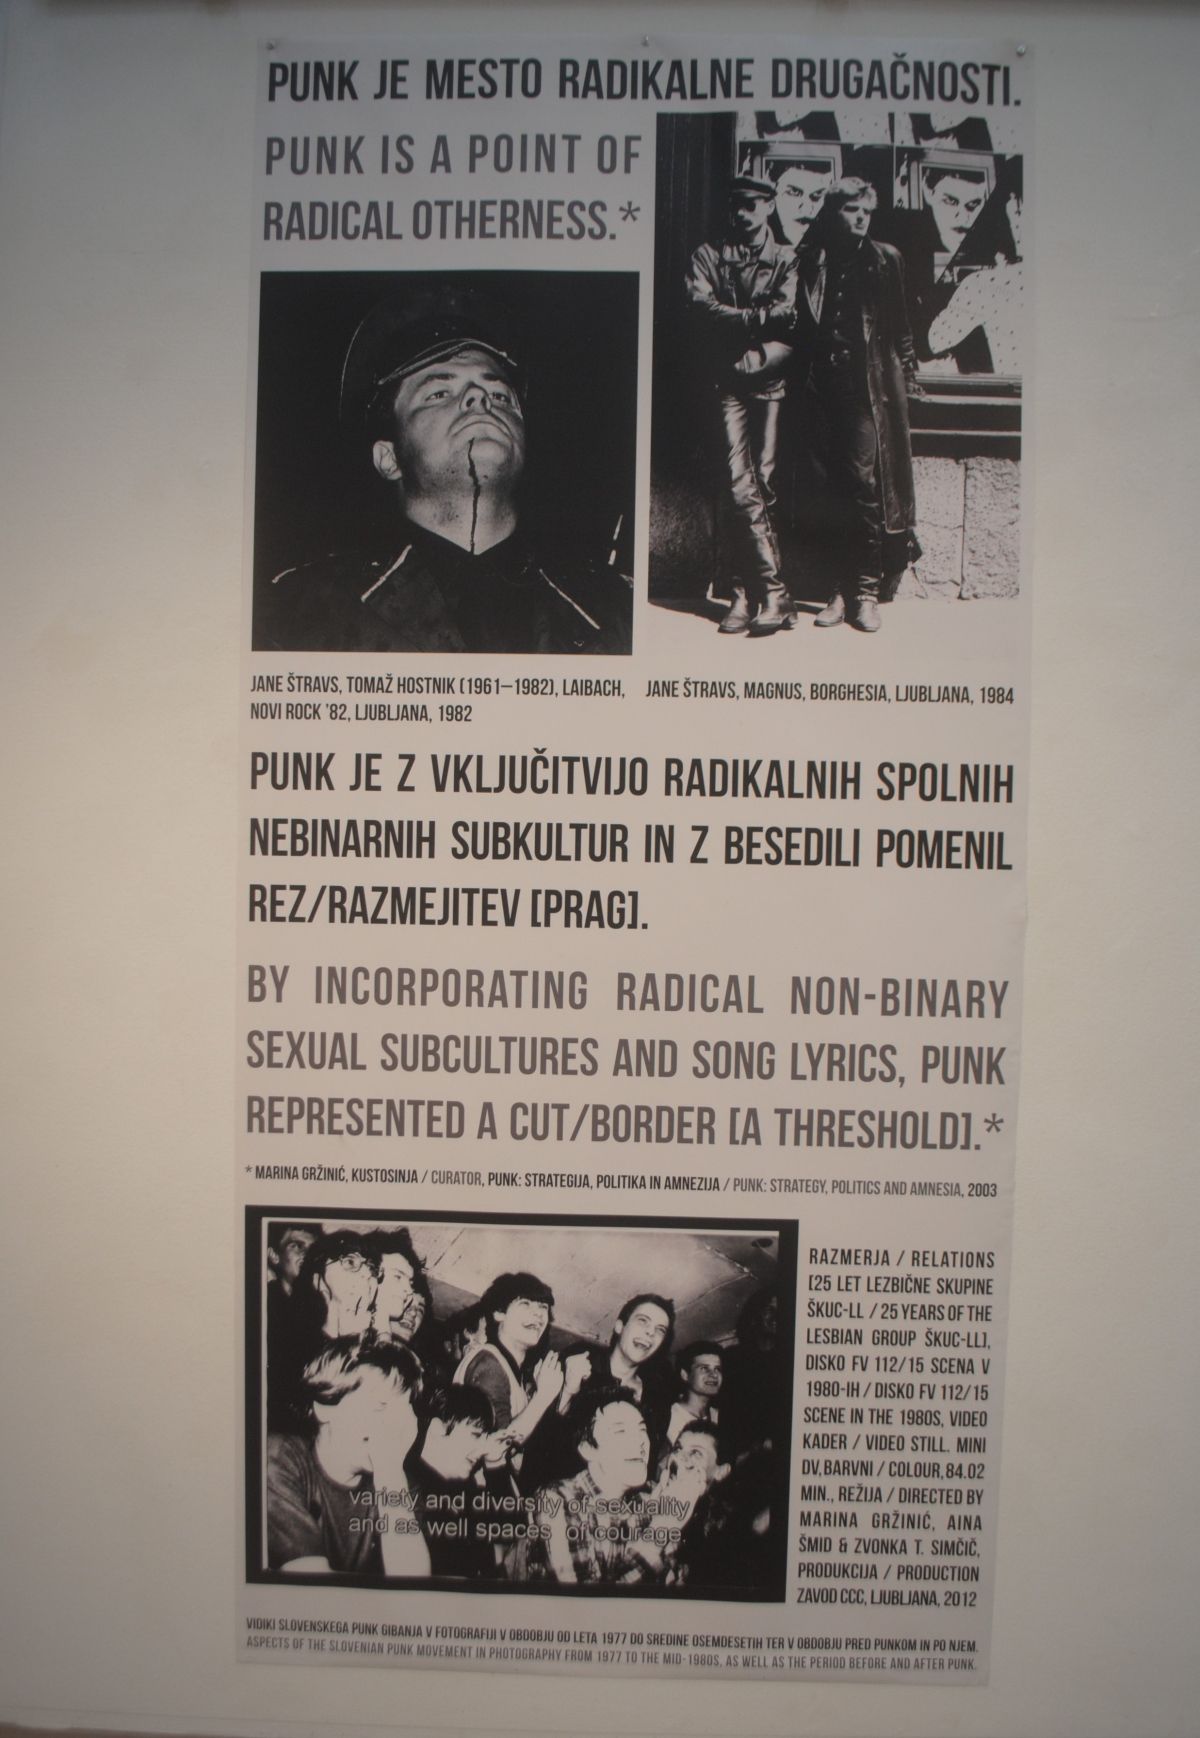 PUNK JE MESTO RADIKALNE DRUGAČNOSTI.
PUNK IS A POINT OF
RADICAL OTHERNESS.*
JANE ŠTRAVS, TOMAŽ HOSTNIK (1961–1982), LAIBACH,
NOVI ROCK '82, LJUBLJANA, 1982
JANE ŠTRAVS, MAGNUS, BORGHESIA, LJUBLJANA, 1984
PUNK JE Z VKLJUČITVIJO RADIKALNIH SPOLNIH
NEBINARNIH SUBKULTUR IN Z BESEDILI POMENIL
REZ/RAZMEJITEV [PRAG].
BY INCORPORATING RADICAL NON-BINARY
SEXUAL SUBCULTURES AND SONG LYRICS, PUNK
REPRESENTED A CUT/BORDER [A THRESHOLD].*
* MARINA GRŽINIĆ, KUSTOSINJA / CURATOR, PUNK: STRATEGIJA, POLITIKA IN AMNEZIJA / PUNK: STRATEGY, POLITICS AND AMNESIA, 2003
variety and diversity of sexuality
and as well spaces of courage.
RAZMERJA / RELATIONS
[25 LET LEZBIČNE SKUPINE
ŠKUC-LL / 25 YEARS OF THE
LESBIAN GROUP ŠKUC-LL],
DISKO FV 112/15 SCENA V
1980-IH / DISKO FV 112/15
SCENE IN THE 1980S, VIDEO
KADER / VIDEO STILL. MINI
DV, BARVNI / COLOUR, 84.02
MIN., REŽIJA / DIRECTED BY
MARINA GRŽINIĆ, AINA
ŠMID & ZVONKA T. SIMČIČ,
PRODUKCIJA / PRODUCTION
ZAVOD CCC, LJUBLJANA, 2012
VIDIKI SLOVENSKEGA PUNK GIBANJA V FOTOGRAFIJI V OBDOBJU OD LETA 1977 DO SREDINE OSEMDESETIH TER V OBDOBJU PRED PUNKOM IN PO NJEM.
ASPECTS OF THE SLOVENIAN PUNK MOVEMENT IN PHOTOGRAPHY FROM 1977 TO THE MID-1980S, AS WELL AS THE PERIOD BEFORE AND AFTER PUNK.